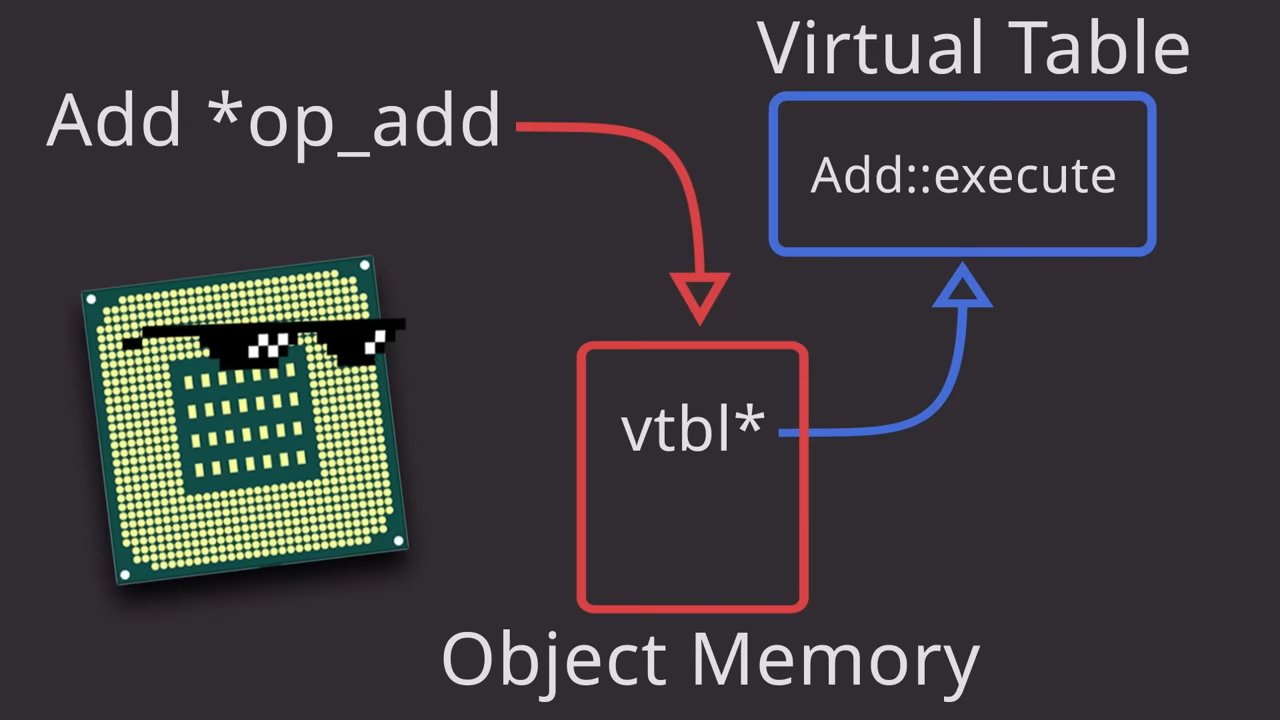 Virtual Table
Add *op_add
Add::execute
vtbl*
Object Memory